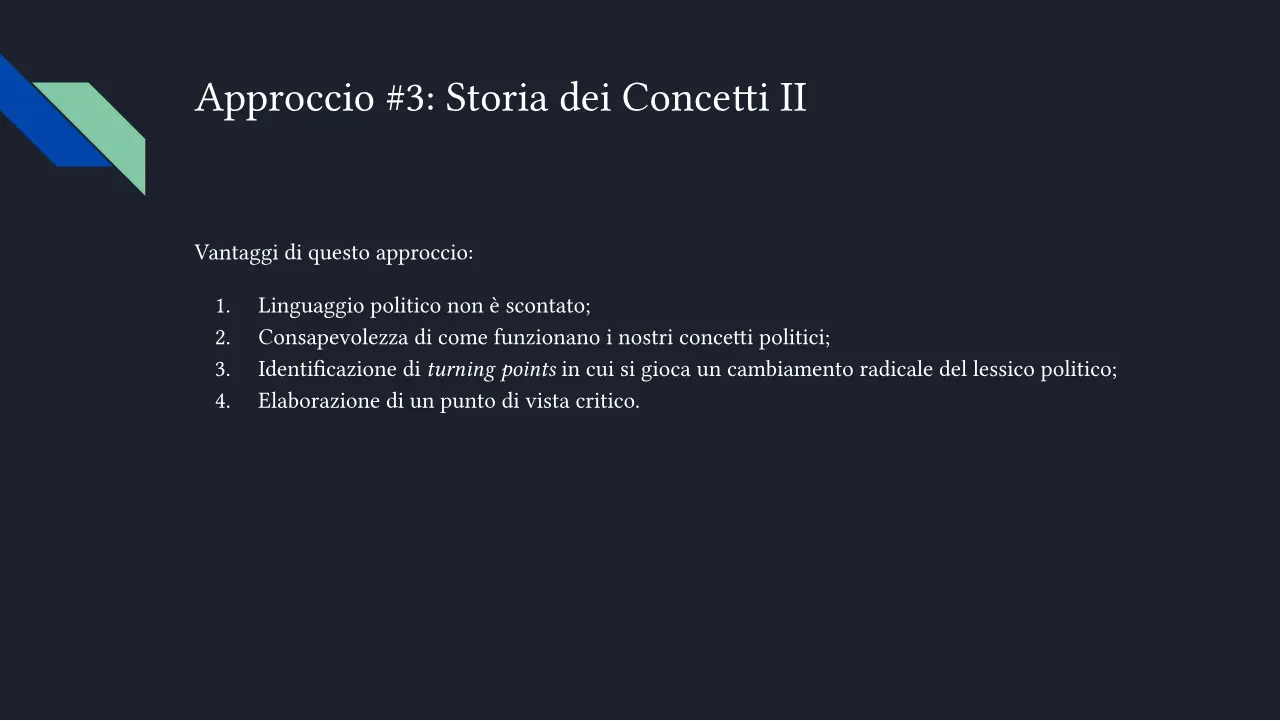 Approccio #3: Storia dei Concetti II
Vantaggi di questo approccio:
1. Linguaggio politico non è scontato;
2. Consapevolezza di come funzionano i nostri concetti politici;
3. Identificazione di turning points in cui si gioca un cambiamento radicale del lessico politico;
4. Elaborazione di un punto di vista critico.